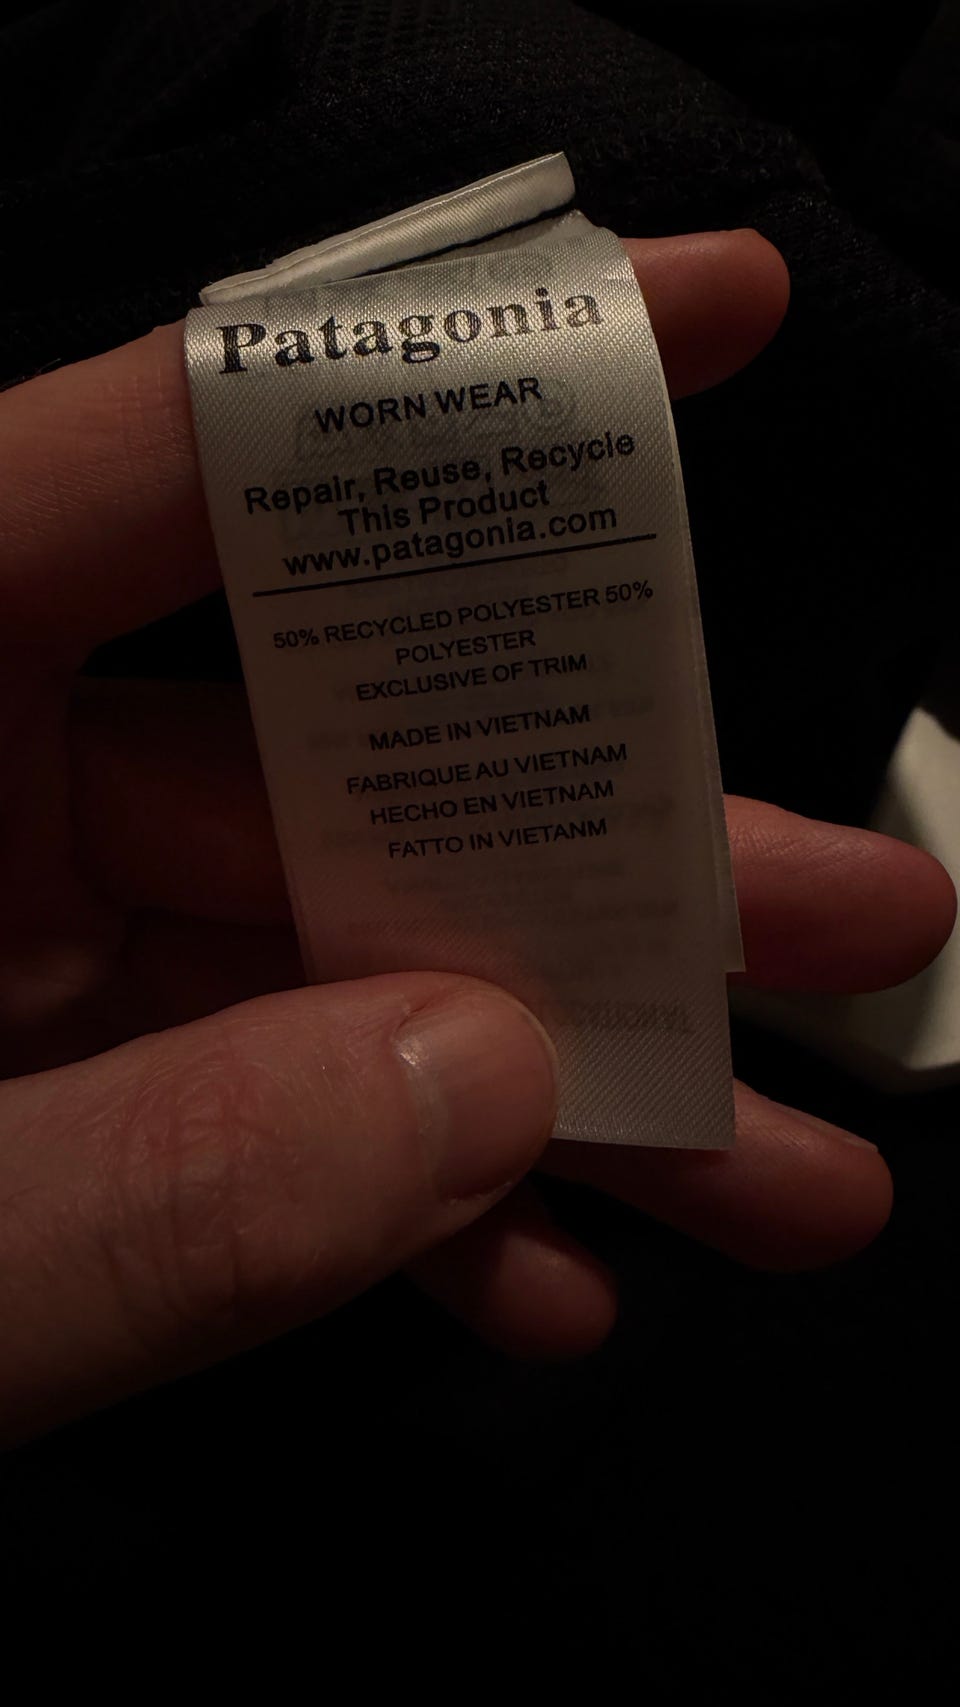 Patagonia
WORN WEAR
Repair, Reuse, Recycle
This Product
www.patagonia.com
50% RECYCLED POLYESTER 50%
POLYESTER
EXCLUSIVE OF TRIM
MADE IN VIETNAM
FABRIQUE AU VIETNAM
HECHO EN VIETNAM
FATTO IN VIETANM